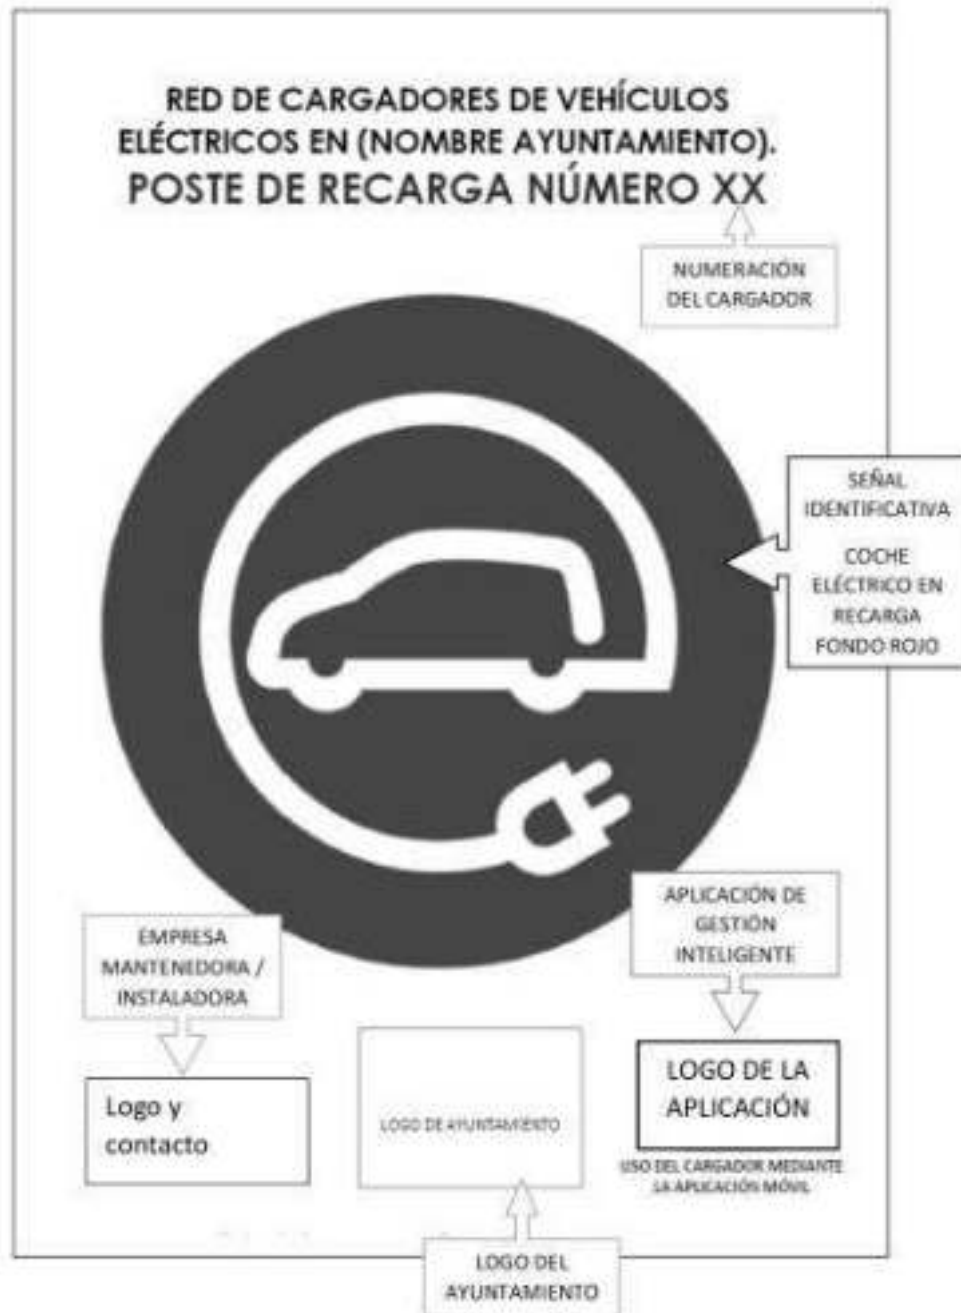 RED DE CARGADORES DE VEHÍCULOS
ELÉCTRICOS EN (NOMBRE AYUNTAMIENTO).
POSTE DE RECARGA NÚMERO XX
NUMERACIÓN
DEL CARGADOR
SEÑAL
IDENTIFICATIVA
COCHE
ELÉCTRICO EN
RECARGA
FONDO ROJO
APLICACIÓN DE
GESTIÓN
INTELIGENTE
EMPRESA
MANTENEDORA /
INSTALADORA
Logo y
contacto
LOGO DE AYUNTAMIENTO
LOGO DE LA
APLICACIÓN
USO DEL CARGADOR MEDIANTE
LA APLICACIÓN MÓVIL
LOGO DEL
AYUNTAMIENTO